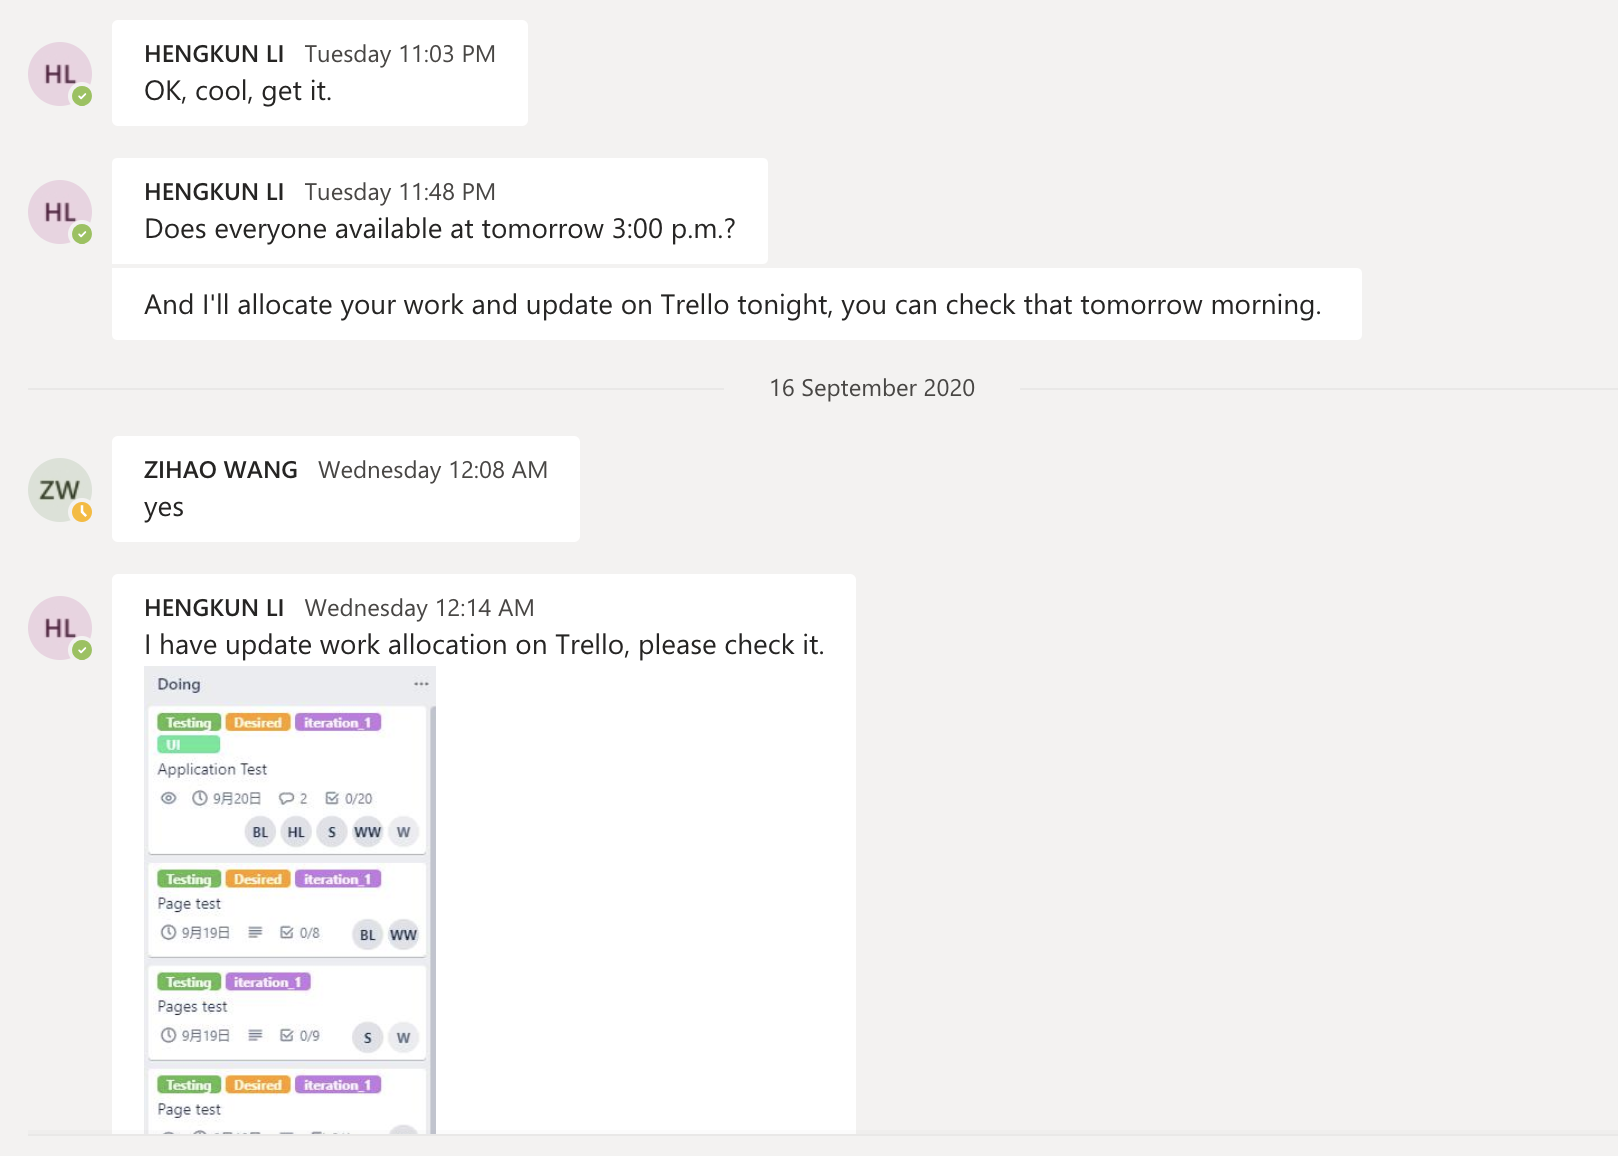 HL
HENGKUN LI Tuesday 11:03 PM
OK, cool, get it.
HL
HENGKUN LI Tuesday 11:48 PM
Does everyone available at tomorrow 3:00 p.m.?
And I'll allocate your work and update on Trello tonight, you can check that tomorrow morning.
16 September 2020
ZW
ZIHAO WANG Wednesday 12:08 AM
yes
HL
HENGKUN LI Wednesday 12:14 AM
I have update work allocation on Trello, please check it.
Doing ...
Testing Desired iteration_1
UI
Application Test
9月20日 2 0/20
BL HL S WW W
Testing Desired iteration_1
Page test
9月19日 0/8 BL WW
Testing iteration_1
Pages test
9月19日 0/9 S W
Testing Desired iteration_1
Page test